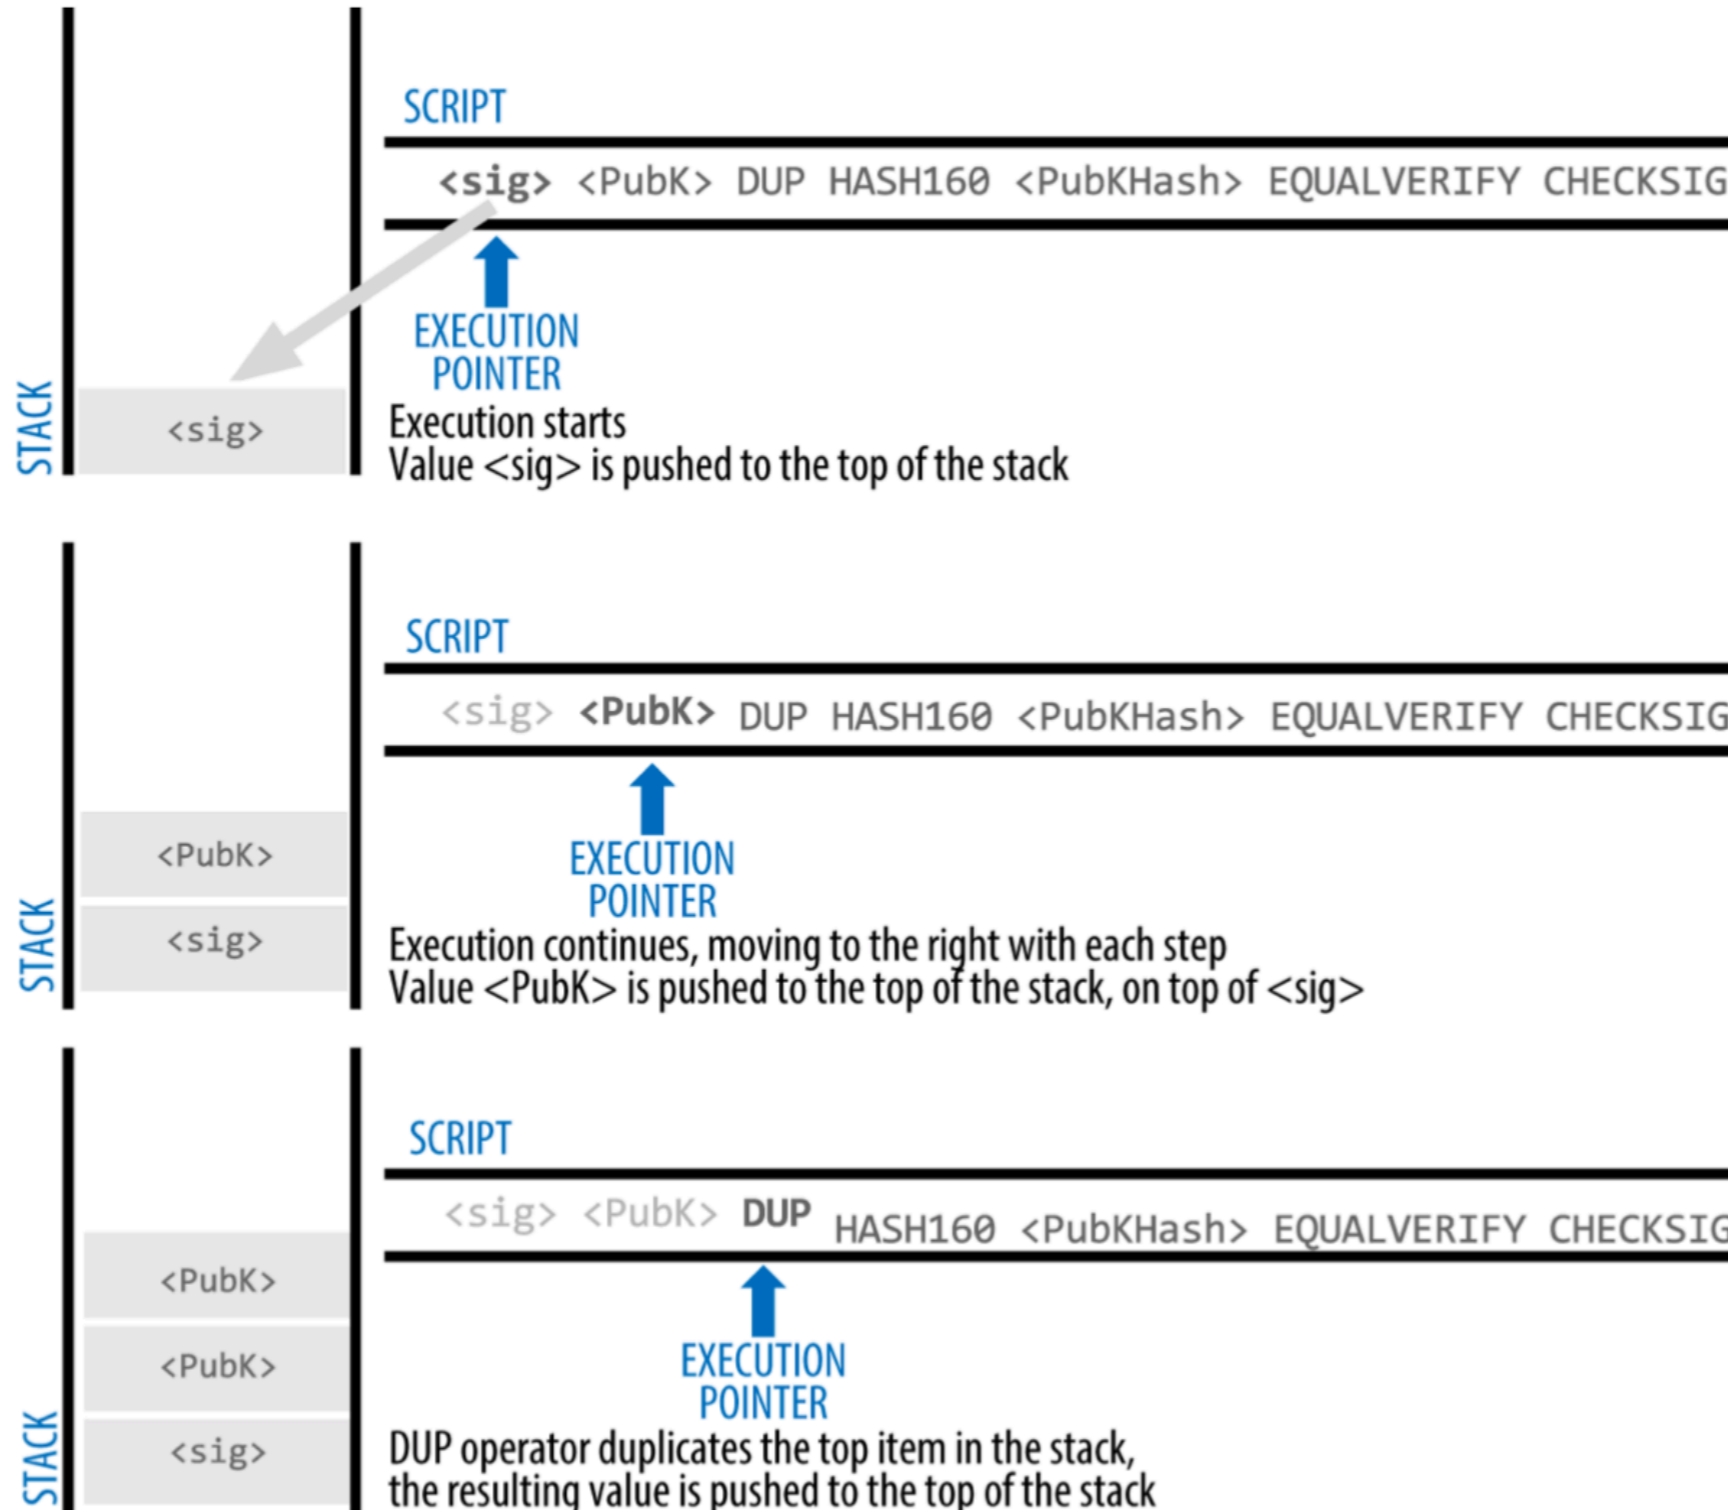 SCRIPT
<sig> <PubK> DUP HASH160 <PubKHash> EQUALVERIFY CHECKSIG
EXECUTION
POINTER
STACK
<sig>
Execution starts
Value <sig> is pushed to the top of the stack
SCRIPT
<sig> <PubK> DUP HASH160 <PubKHash> EQUALVERIFY CHECKSIG
EXECUTION
POINTER
STACK
<PubK>
<sig>
Execution continues, moving to the right with each step
Value <PubK> is pushed to the top of the stack, on top of <sig>
SCRIPT
<sig> <PubK> DUP HASH160 <PubKHash> EQUALVERIFY CHECKSIG
EXECUTION
POINTER
STACK
<PubK>
<PubK>
<sig>
DUP operator duplicates the top item in the stack,
the resulting value is pushed to the top of the stack